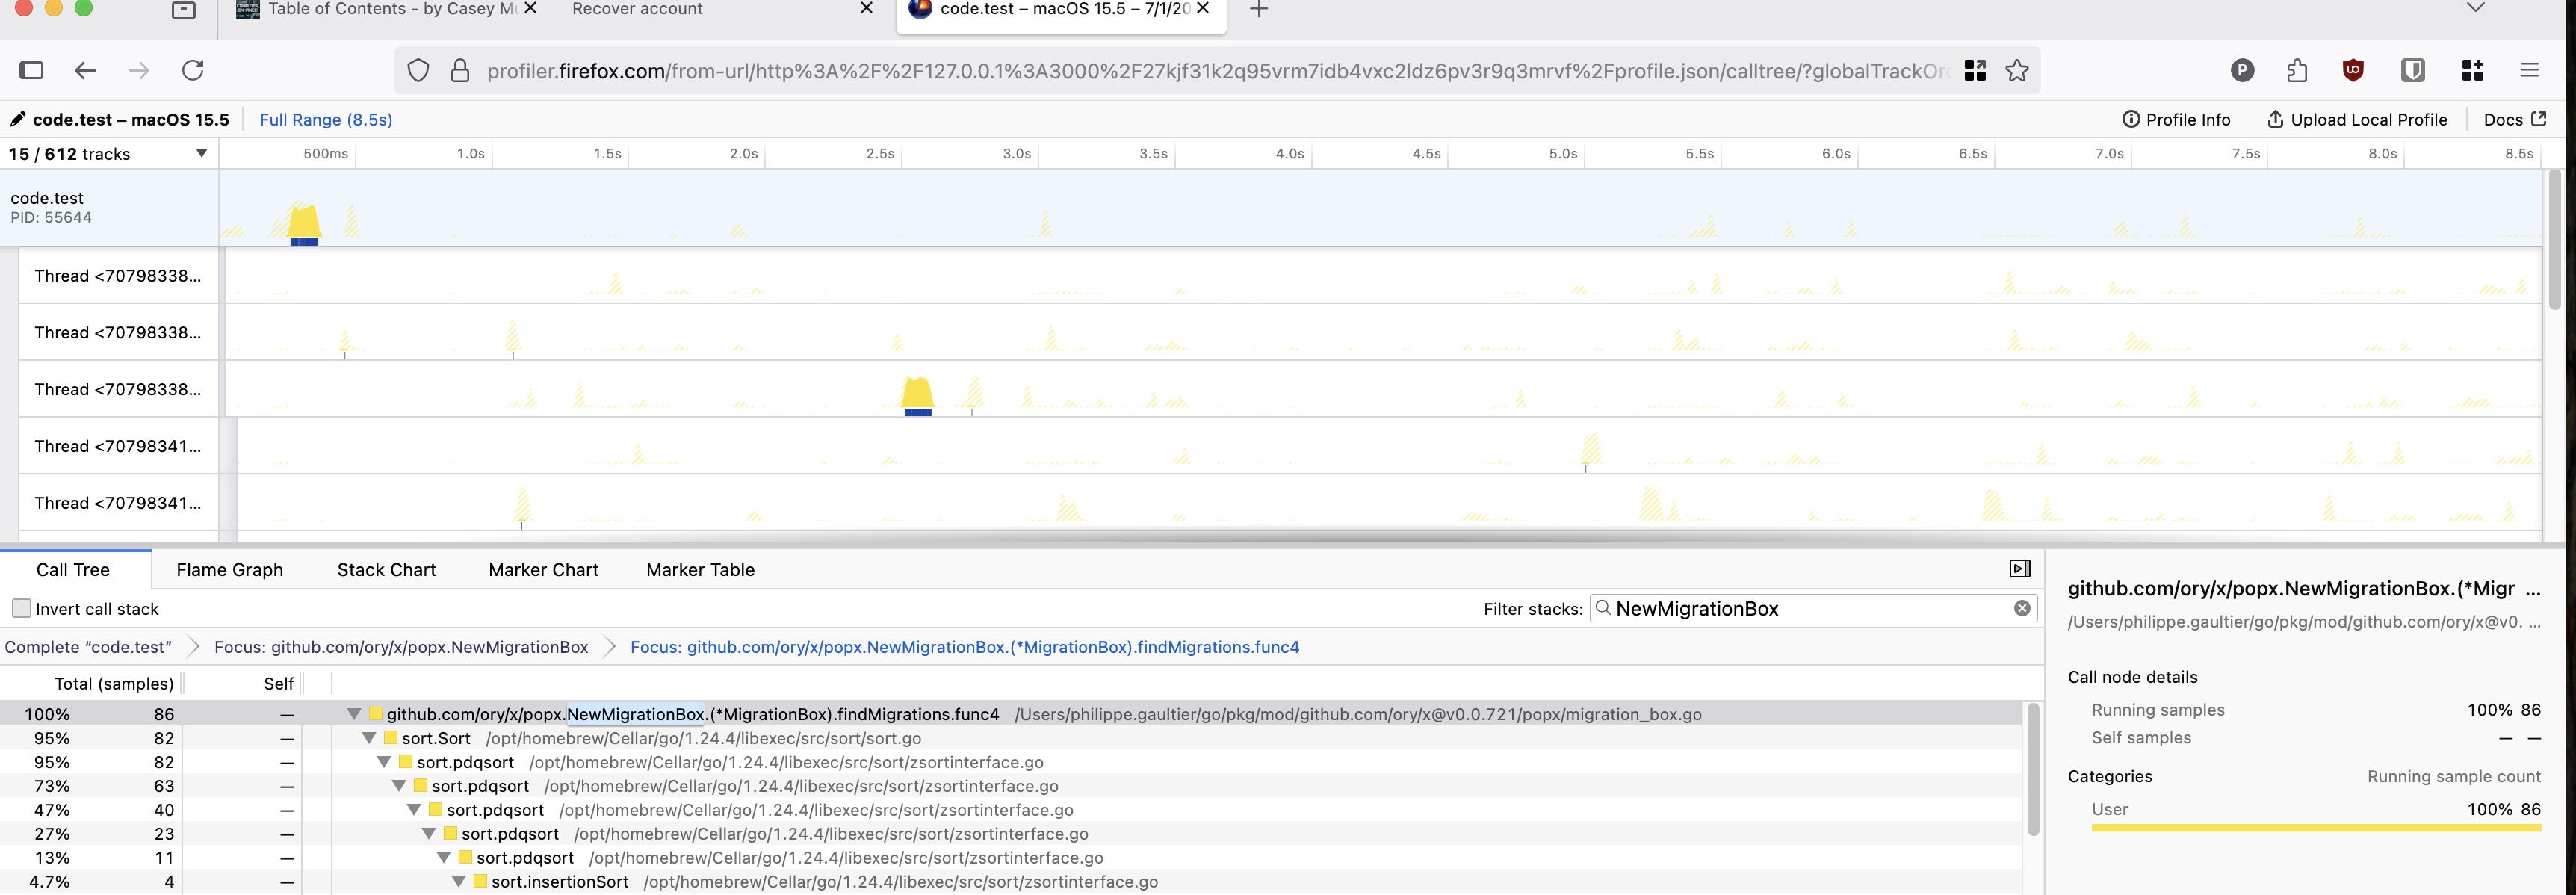 Table of Contents - by Casey Mu
Recover account
code.test – macOS 15.5 – 7/1/20
profiler.firefox.com/from-url/http%3A%2F%2F127.0.0.1%3A3000%2F27kjf31k2q95vrm7idb4vxc2ldz6pv3r9q3mrvf%2Fprofile.json/calltree/?globalTrackOrd
code.test – macOS 15.5
Full Range (8.5s)
Profile Info
Upload Local Profile
Docs
15 / 612 tracks
500ms 1.0s 1.5s 2.0s 2.5s 3.0s 3.5s 4.0s 4.5s 5.0s 5.5s 6.0s 6.5s 7.0s 7.5s 8.0s 8.5s
code.test
PID: 55644
Thread <70798338...
Thread <70798338...
Thread <70798338...
Thread <70798341...
Thread <70798341...
Call Tree
Flame Graph
Stack Chart
Marker Chart
Marker Table
Invert call stack
Filter stacks: NewMigrationBox
Complete “code.test”
Focus: github.com/ory/x/popx.NewMigrationBox
Focus: github.com/ory/x/popx.NewMigrationBox.(*MigrationBox).findMigrations.func4
Total (samples) Self
100% 86 — github.com/ory/x/popx.NewMigrationBox.(*MigrationBox).findMigrations.func4 /Users/philippe.gaultier/go/pkg/mod/github.com/ory/x@v0.0.721/popx/migration_box.go
95% 82 — sort.Sort /opt/homebrew/Cellar/go/1.24.4/libexec/src/sort/sort.go
95% 82 — sort.pdqsort /opt/homebrew/Cellar/go/1.24.4/libexec/src/sort/zsortinterface.go
73% 63 — sort.pdqsort /opt/homebrew/Cellar/go/1.24.4/libexec/src/sort/zsortinterface.go
47% 40 — sort.pdqsort /opt/homebrew/Cellar/go/1.24.4/libexec/src/sort/zsortinterface.go
27% 23 — sort.pdqsort /opt/homebrew/Cellar/go/1.24.4/libexec/src/sort/zsortinterface.go
13% 11 — sort.pdqsort /opt/homebrew/Cellar/go/1.24.4/libexec/src/sort/zsortinterface.go
4.7% 4 — sort.insertionSort /opt/homebrew/Cellar/go/1.24.4/libexec/src/sort/zsortinterface.go
github.com/ory/x/popx.NewMigrationBox.(*Migr ...
/Users/philippe.gaultier/go/pkg/mod/github.com/ory/x@v0. ...
Call node details
Running samples 100% 86
Self samples — —
Categories Running sample count
User 100% 86